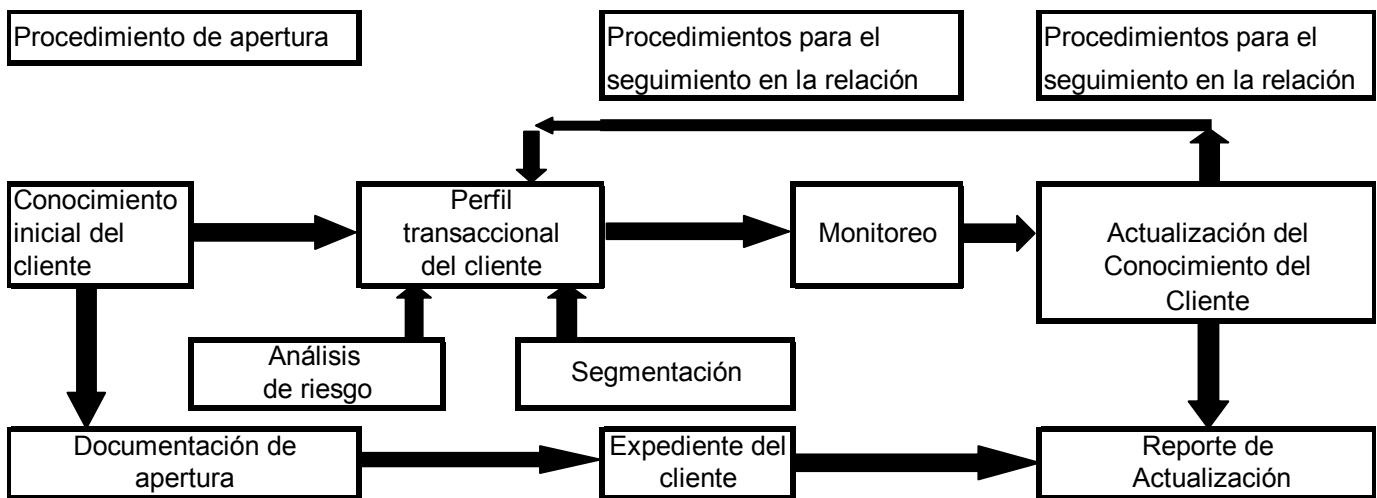 Procedimiento de apertura
Procedimientos para el
seguimiento en la relación
Procedimientos para el
seguimiento en la relación
Conocimiento
inicial del
cliente
Perfil
transaccional
del cliente
Monitoreo
Actualización del
Conocimiento del
Cliente
Análisis
de riesgo
Segmentación
Documentación de
apertura
Expediente del
cliente
Reporte de
Actualización